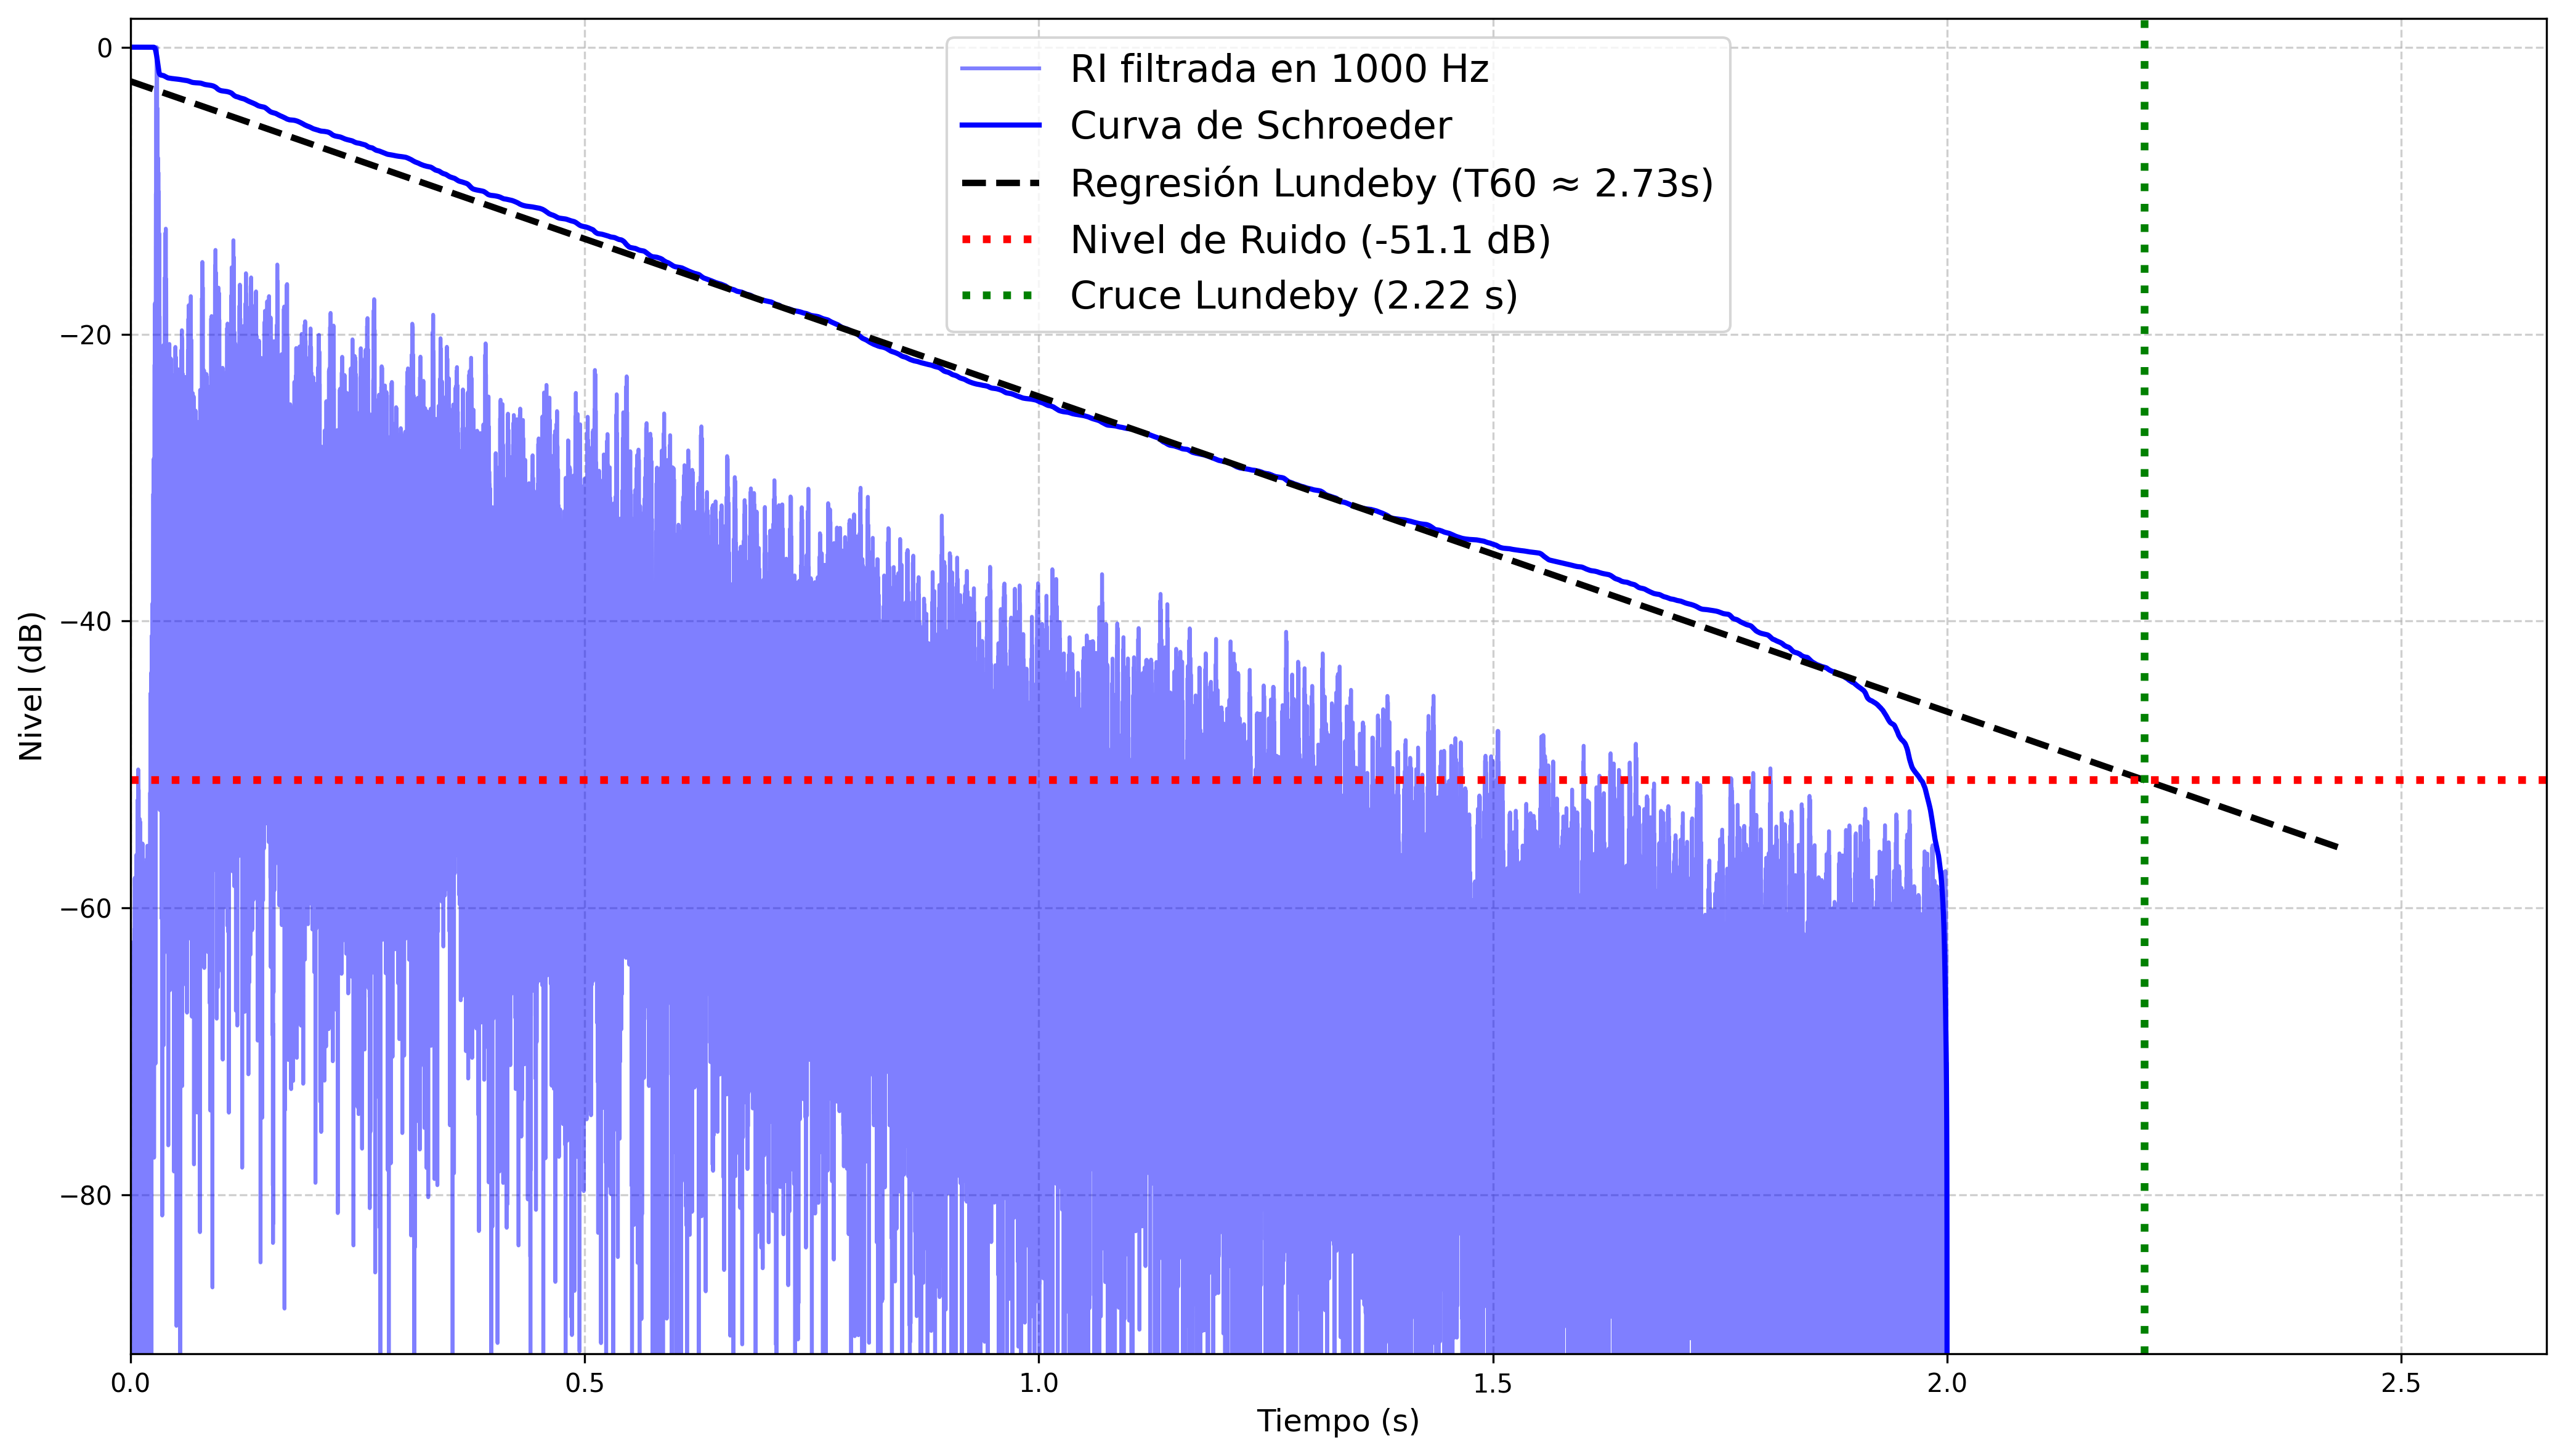 RI filtrada en 1000 Hz
Curva de Schroeder
Regresión Lundeby (T60 ≈ 2.73s)
Nivel de Ruido (-51.1 dB)
Cruce Lundeby (2.22 s)
Nivel (dB)
0
−20
−40
−60
−80
0.0 0.5 1.0 1.5 2.0 2.5
Tiempo (s)